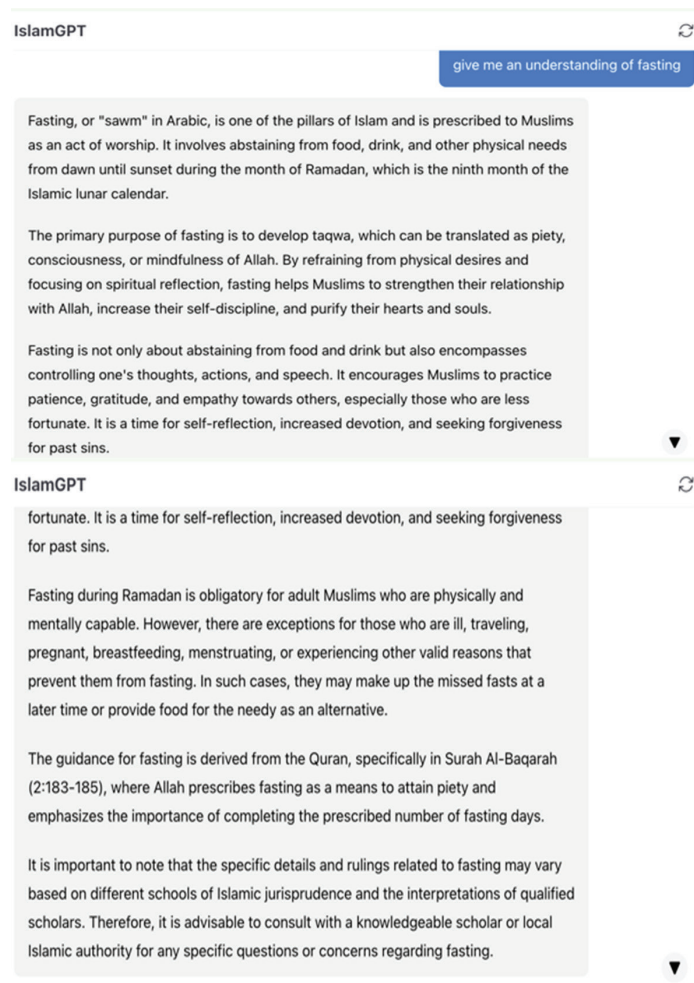 IslamGPT
give me an understanding of fasting
Fasting, or "sawm" in Arabic, is one of the pillars of Islam and is prescribed to Muslims
as an act of worship. It involves abstaining from food, drink, and other physical needs
from dawn until sunset during the month of Ramadan, which is the ninth month of the
Islamic lunar calendar.
The primary purpose of fasting is to develop taqwa, which can be translated as piety,
consciousness, or mindfulness of Allah. By refraining from physical desires and
focusing on spiritual reflection, fasting helps Muslims to strengthen their relationship
with Allah, increase their self-discipline, and purify their hearts and souls.
Fasting is not only about abstaining from food and drink but also encompasses
controlling one's thoughts, actions, and speech. It encourages Muslims to practice
patience, gratitude, and empathy towards others, especially those who are less
fortunate. It is a time for self-reflection, increased devotion, and seeking forgiveness
for past sins.
IslamGPT
fortunate. It is a time for self-reflection, increased devotion, and seeking forgiveness
for past sins.
Fasting during Ramadan is obligatory for adult Muslims who are physically and
mentally capable. However, there are exceptions for those who are ill, traveling,
pregnant, breastfeeding, menstruating, or experiencing other valid reasons that
prevent them from fasting. In such cases, they may make up the missed fasts at a
later time or provide food for the needy as an alternative.
The guidance for fasting is derived from the Quran, specifically in Surah Al-Baqarah
(2:183-185), where Allah prescribes fasting as a means to attain piety and
emphasizes the importance of completing the prescribed number of fasting days.
It is important to note that the specific details and rulings related to fasting may vary
based on different schools of Islamic jurisprudence and the interpretations of qualified
scholars. Therefore, it is advisable to consult with a knowledgeable scholar or local
Islamic authority for any specific questions or concerns regarding fasting.